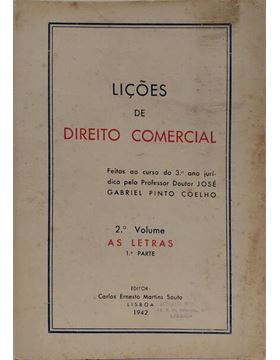 LIÇÕES
DE
DIREITO COMERCIAL
Feitas ao curso do 3.º ano jurí-
dico pelo Professor Doutor JOSÉ
GABRIEL PINTO COELHO
2.º Volume
AS LETRAS
1.ª PARTE
EDITOR:
Carlos Ernesto Martins Souto
LISBOA
1942